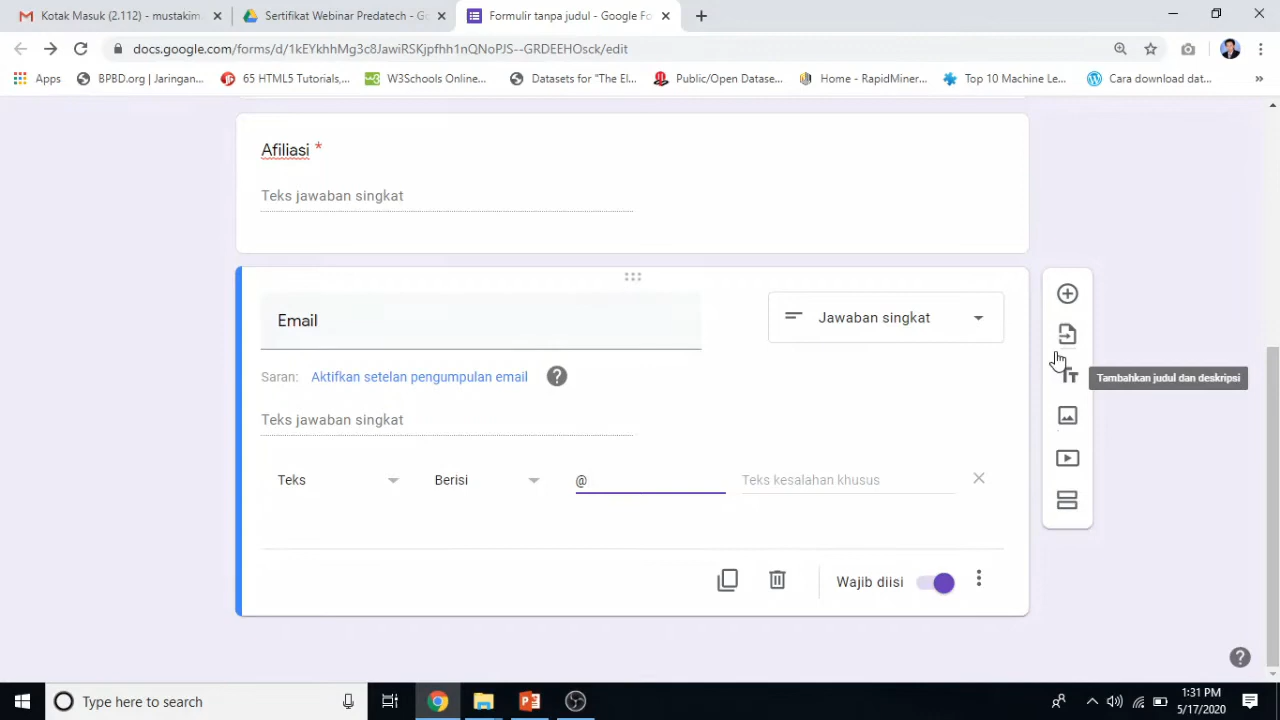 Kotak Masuk (2.112) - mustakim
Sertifikat Webinar Predatech - G
Formulir tanpa judul - Google Fo
docs.google.com/forms/d/1kEYkhhMg3c8JawiRSKjpfhh1nQNoPJS--GRDEEHOsck/edit
Apps
BPBD.org | Jaringan...
65 HTML5 Tutorials,...
W3Schools Online...
Datasets for "The El...
Public/Open Datase...
Home - RapidMiner...
Top 10 Machine Le...
Cara download dat...
»
Afiliasi *
Teks jawaban singkat
Email
Jawaban singkat
Saran: Aktifkan setelan pengumpulan email
Tambahkan judul dan deskripsi
Teks jawaban singkat
Teks
Berisi
@
Teks kesalahan khusus
Wajib diisi
Type here to search
1:31 PM
5/17/2020